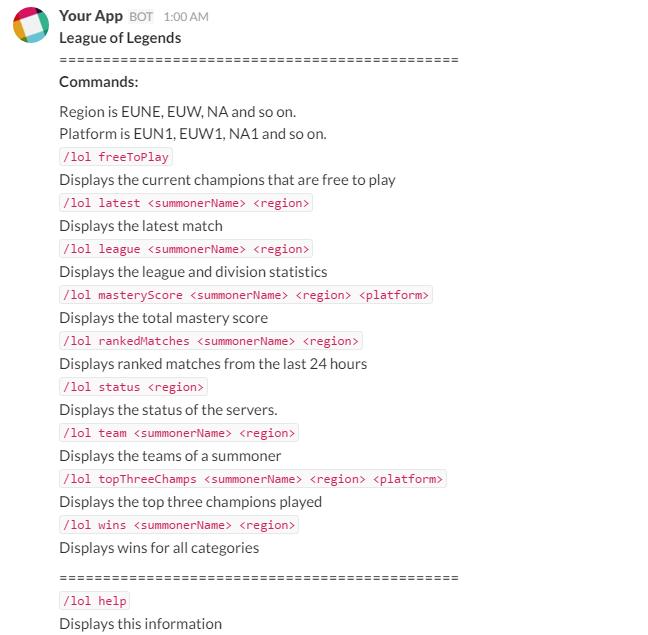 Your App BOT 1:00 AM
League of Legends
==============================================
Commands:
Region is EUNE, EUW, NA and so on.
Platform is EUN1, EUW1, NA1 and so on.
/lol freeToPlay
Displays the current champions that are free to play
/lol latest <summonerName> <region>
Displays the latest match
/lol league <summonerName> <region>
Displays the league and division statistics
/lol masteryScore <summonerName> <region> <platform>
Displays the total mastery score
/lol rankedMatches <summonerName> <region>
Displays ranked matches from the last 24 hours
/lol status <region>
Displays the status of the servers.
/lol team <summonerName> <region>
Displays the teams of a summoner
/lol topThreeChamps <summonerName> <region> <platform>
Displays the top three champions played
/lol wins <summonerName> <region>
Displays wins for all categories
==============================================
/lol help
Displays this information